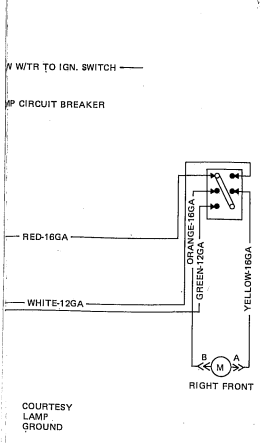 W/TR TO IGN. SWITCH
CIRCUIT BREAKER
RED-16GA
ORANGE-16GA
GREEN-12GA
YELLOW-16GA
WHITE-12GA
B
M
A
RIGHT FRONT
COURTESY
LAMP
GROUND